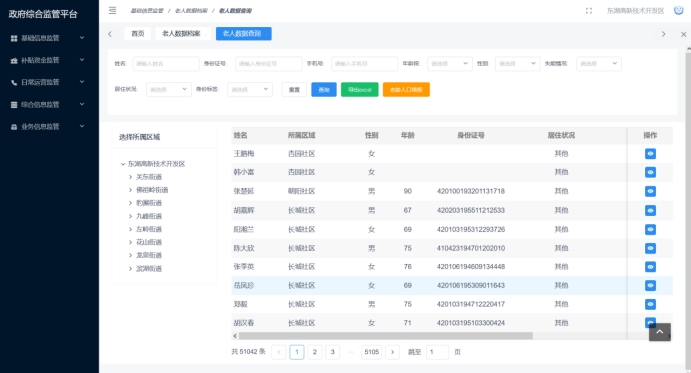 政府综合监管平台
基础信息监管 / 老人数据档案 / 老人数据查询
东湖高新技术开发区
首页 老人数据档案 老人数据查询
基础信息监管
补贴资金监管
日常运营监管
综合信息监管
业务信息监管
姓名 请输入姓名 身份证号 请输入身份证号 手机号 请输入手机号 年龄段 请选择 性别 请选择 失能情况 请选择
居住状况 请选择 身份标签 请选择 重置 查询 导出excel
选择所属区域
东湖高新技术开发区
关东街道
佛祖岭街道
豹澥街道
九峰街道
左岭街道
花山街道
龙泉街道
滨湖街道
姓名 所属区域 性别 年龄 身份证号 居住状况 操作
王腊梅 杏园社区 女 其他
韩小富 杏园社区 女 其他
张楚延 朝阳社区 男 90 420100193201131718 其他
胡嘉辉 长城社区 男 67 420203195511212533 其他
阳湘兰 长城社区 女 69 420103195312293726 其他
陈大欣 长城社区 男 75 410423194701202010 其他
张季英 长城社区 女 76 420106194609134448 其他
岳凤珍 长城社区 女 69 420106195309011643 其他
邓毅 长城社区 男 75 420103194712220417 其他
胡汉春 长城社区 女 71 420103195103300424 其他
共 51042 条 1 2 3 ··· 5105 跳至 1 页